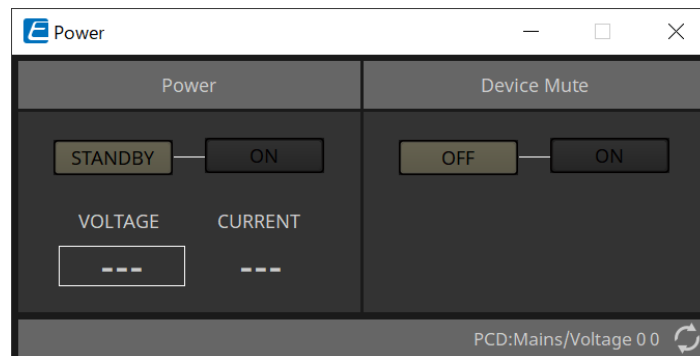 E Power
Power Device Mute
STANDBY ON OFF ON
VOLTAGE CURRENT
--- ---
PCD:Mains/Voltage 0 0